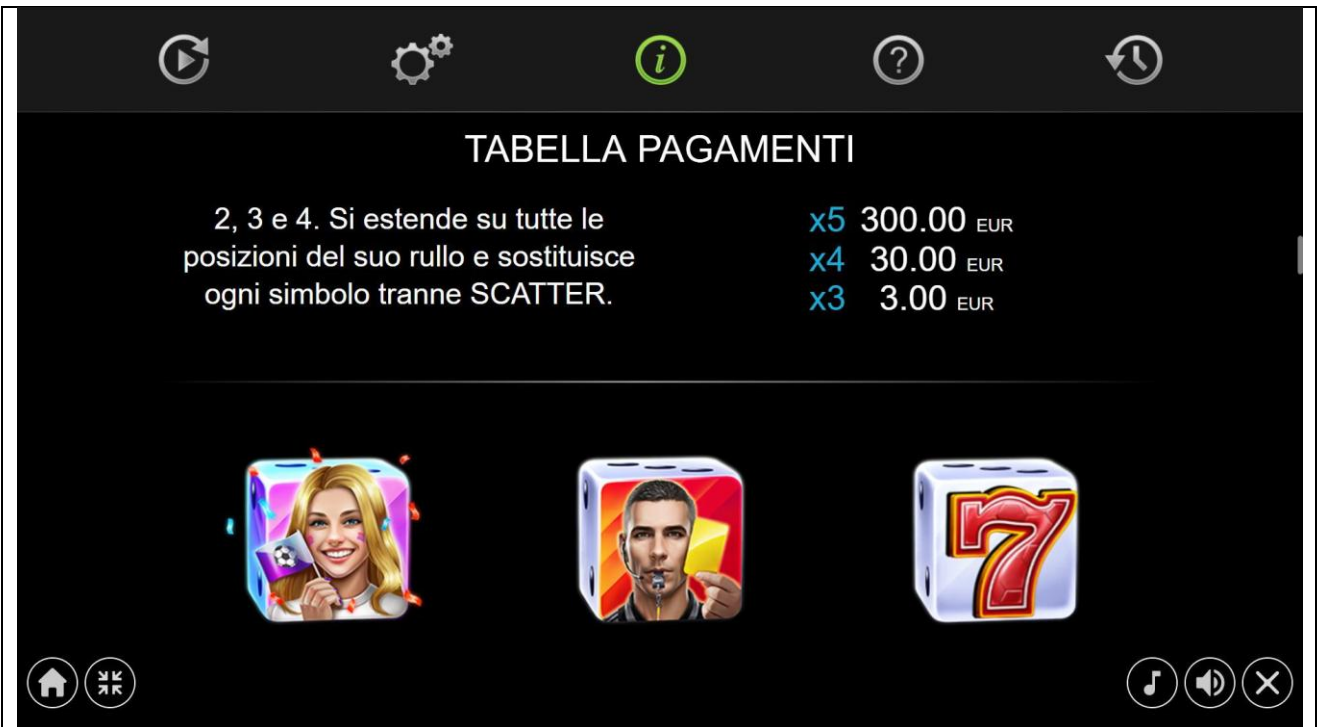 TABELLA PAGAMENTI
2, 3 e 4. Si estende su tutte le
posizioni del suo rullo e sostituisce
ogni simbolo tranne SCATTER.
x5 300.00 EUR
x4 30.00 EUR
x3 3.00 EUR
7